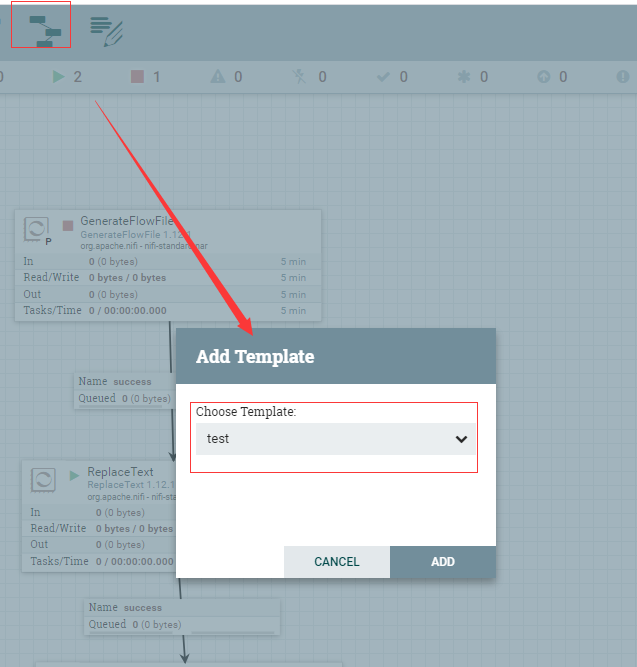 0 2 1 0 0 0 0 0
GenerateFlowFile
GenerateFlowFile 1.12.1
org.apache.nifi - nifi-standard-nar
P
In 0 (0 bytes) 5 min
Read/Write 0 bytes / 0 bytes 5 min
Out 0 (0 bytes) 5 min
Tasks/Time 0 / 00:00:00.000 5 min
Add Template
Name success
Queued 0 (0 bytes)
Choose Template:
test
ReplaceText
ReplaceText 1.12.1
org.apache.nifi - nifi-sta
In 0 (0 bytes)
Read/Write 0 bytes / 0 bytes
Out 0 (0 bytes)
Tasks/Time 0 / 00:00:00.000
CANCEL ADD
Name success
Queued 0 (0 bytes)